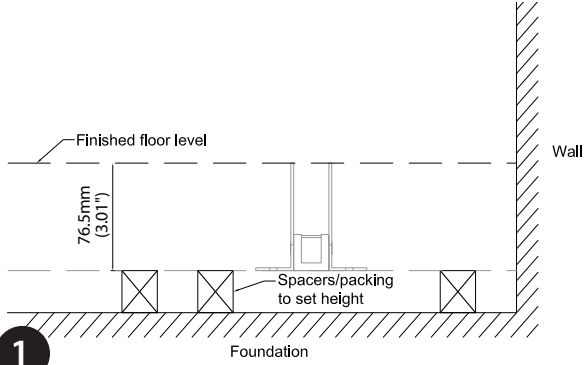 Finished floor level
Wall
76.5mm
(3.01")
Spacers/packing
to set height
1
Foundation